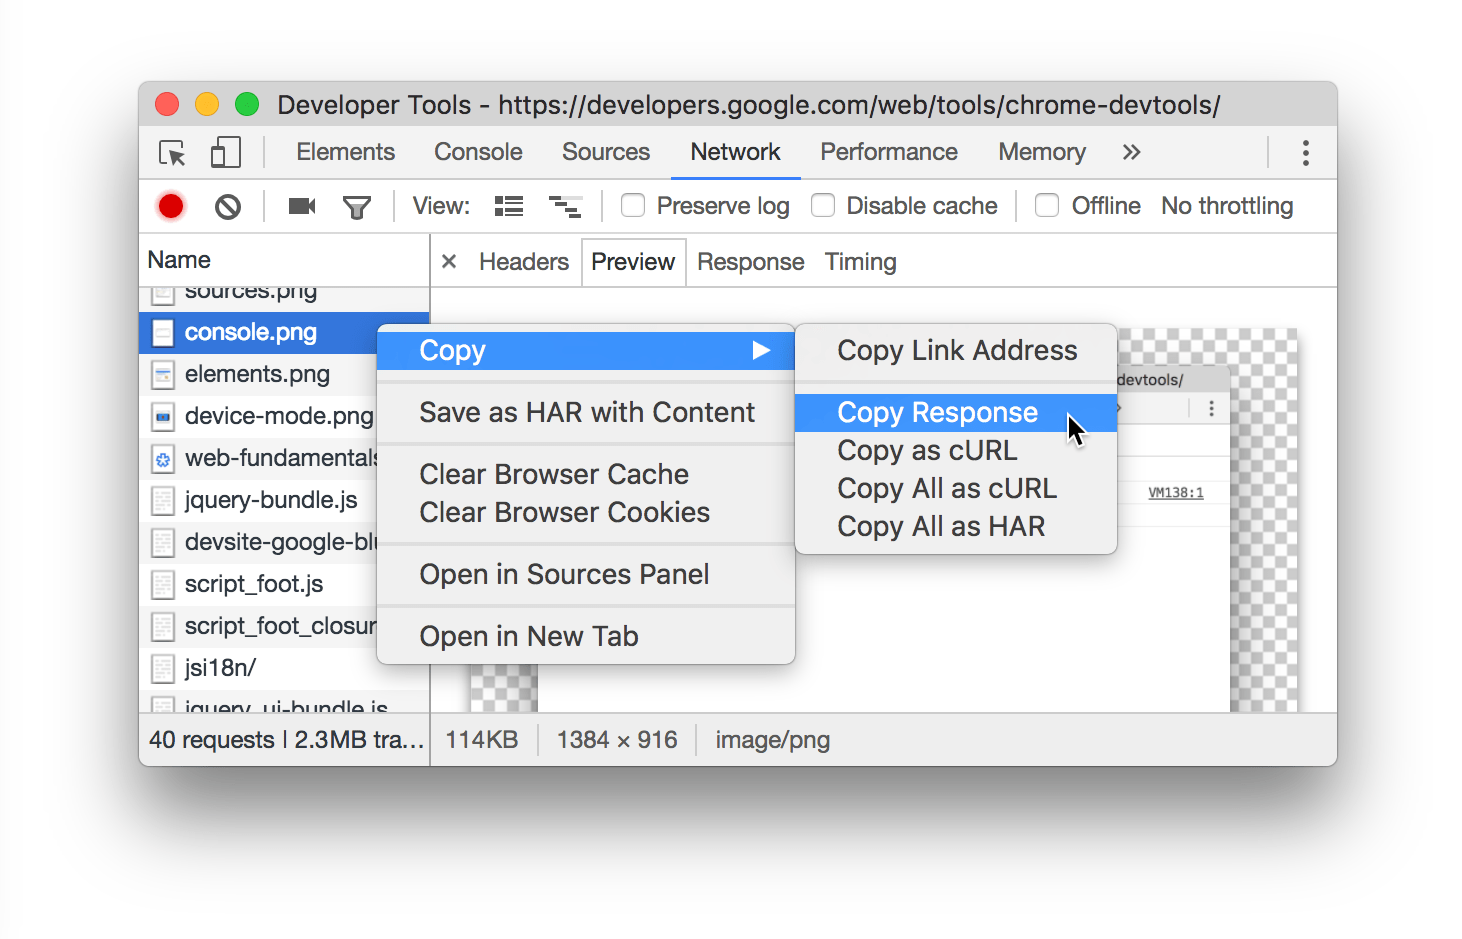 Developer Tools - https://developers.google.com/web/tools/chrome-devtools/
Elements Console Sources Network Performance Memory »
View: Preserve log Disable cache Offline No throttling
Name
× Headers Preview Response Timing
sources.png
console.png
elements.png
device-mode.png
web-fundamentals
jquery-bundle.js
devsite-google-blu
script_foot.js
script_foot_closur
jsi18n/
jquery_ui-bundle.js
Copy
Save as HAR with Content
Clear Browser Cache
Clear Browser Cookies
Open in Sources Panel
Open in New Tab
Copy Link Address
Copy Response
Copy as cURL
Copy All as cURL
Copy All as HAR
devtools/
VM138:1
40 requests | 2.3MB tra... 114KB 1384 × 916 image/png